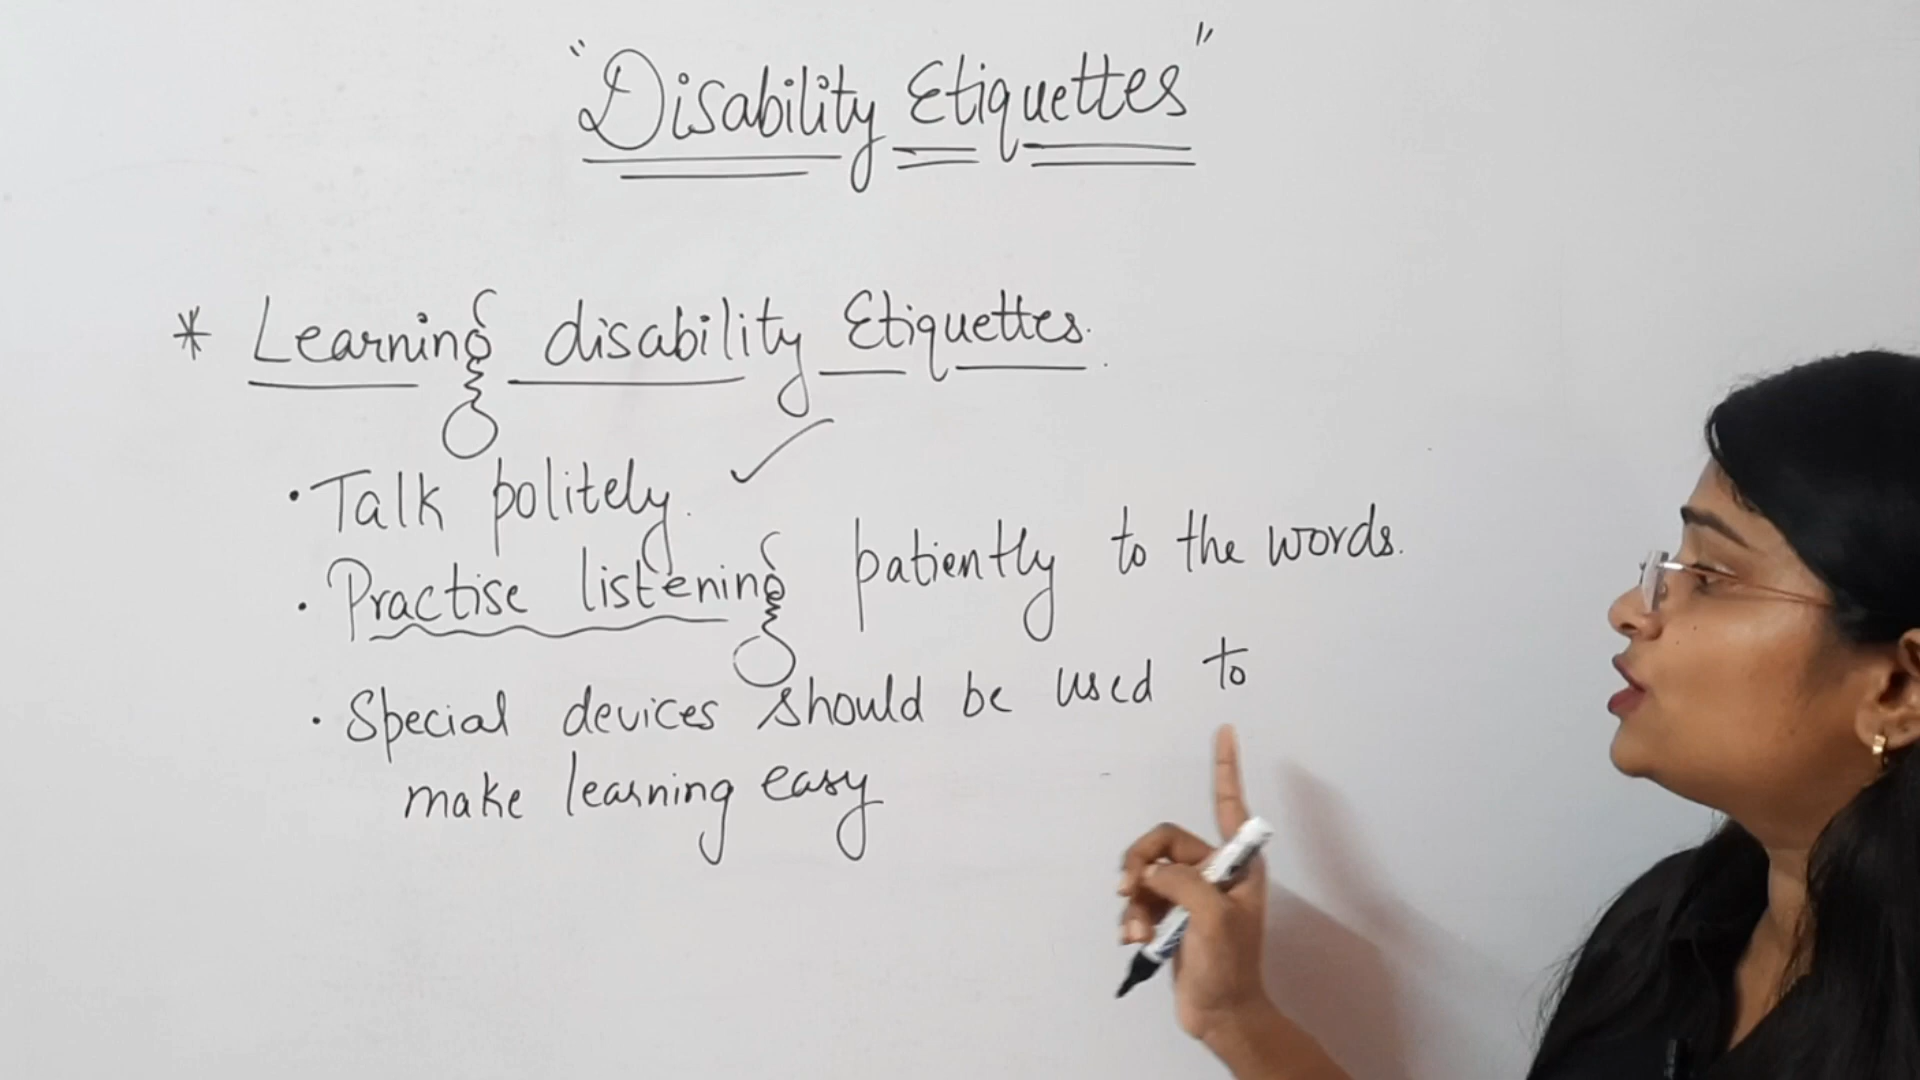 "Disability Etiquettes"
* Learning disability Etiquettes.
• Talk politely.
• Practise listening patiently to the words.
• Special devices should be used to
make learning easy